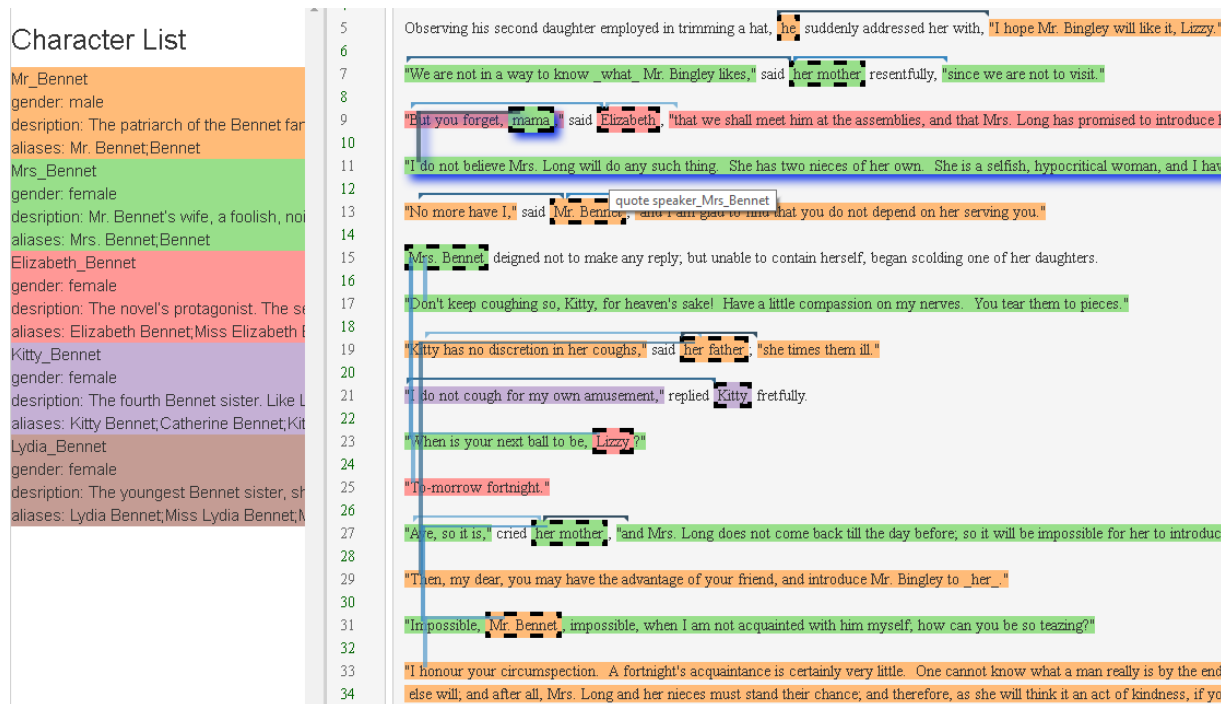 Character List
Mr_Bennet
gender: male
desription: The patriarch of the Bennet far
aliases: Mr. Bennet;Bennet
Mrs_Bennet
gender: female
desription: Mr. Bennet's wife, a foolish, noi
aliases: Mrs. Bennet;Bennet
Elizabeth_Bennet
gender: female
desription: The novel's protagonist. The se
aliases: Elizabeth Bennet;Miss Elizabeth
Kitty_Bennet
gender: female
desription: The fourth Bennet sister. Like L
aliases: Kitty Bennet;Catherine Bennet;Kit
Lydia_Bennet
gender: female
desription: The youngest Bennet sister, sh
aliases: Lydia Bennet;Miss Lydia Bennet;
5 Observing his second daughter employed in trimming a hat, he suddenly addressed her with, "I hope Mr. Bingley will like it, Lizzy."
6
7 "We are not in a way to know _what_ Mr. Bingley likes," said her mother resentfully, "since we are not to visit."
8
9 "But you forget, mama," said Elizabeth, "that we shall meet him at the assemblies, and that Mrs. Long has promised to introduce
10
11 "I do not believe Mrs. Long will do any such thing. She has two nieces of her own. She is a selfish, hypocritical woman, and I hav
12
quote speaker_Mrs_Bennet
13 "No more have I," said Mr. Bennet, "and I am glad to find that you do not depend on her serving you."
14
15 Mrs. Bennet deigned not to make any reply; but unable to contain herself, began scolding one of her daughters.
16
17 "Don't keep coughing so, Kitty, for heaven's sake! Have a little compassion on my nerves. You tear them to pieces."
18
19 "Kitty has no discretion in her coughs," said her father; "she times them ill."
20
21 "I do not cough for my own amusement," replied Kitty fretfully.
22
23 "When is your next ball to be, Lizzy?"
24
25 "To-morrow fortnight."
26
27 "Aye, so it is," cried her mother, "and Mrs. Long does not come back till the day before; so it will be impossible for her to introduc
28
29 "Then, my dear, you may have the advantage of your friend, and introduce Mr. Bingley to _her_."
30
31 "Impossible, Mr. Bennet, impossible, when I am not acquainted with him myself; how can you be so teazing?"
32
33 "I honour your circumspection. A fortnight's acquaintance is certainly very little. One cannot know what a man really is by the end
34 else will; and after all, Mrs. Long and her nieces must stand their chance; and therefore, as she will think it an act of kindness, if yo